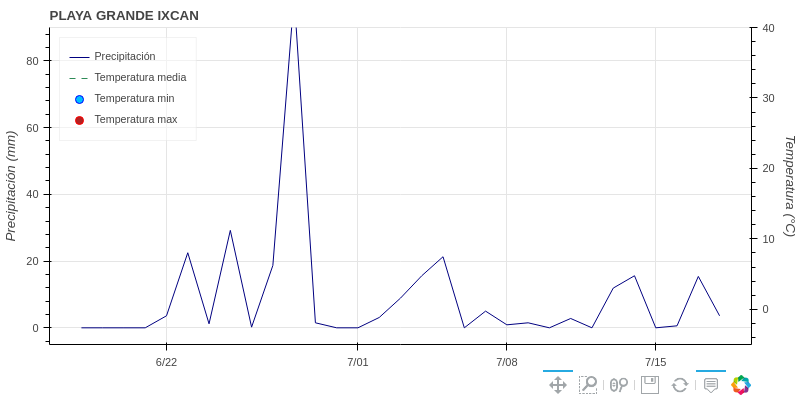 PLAYA GRANDE IXCAN
Precipitación
Temperatura media
Temperatura min
Temperatura max
Precipitación (mm)
80
60
40
20
0
40
30
20
10
0
Temperatura (°C)
6/22
7/01
7/08
7/15